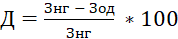 Д = (Знг − Зод) / Знг * 100